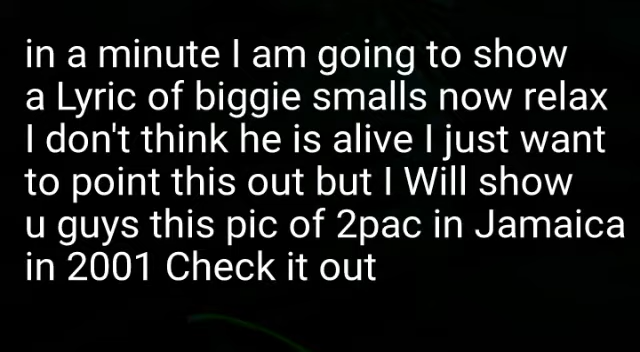 in a minute I am going to show
a Lyric of biggie smalls now relax
I don't think he is alive I just want
to point this out but I Will show
u guys this pic of 2pac in Jamaica
in 2001 Check it out